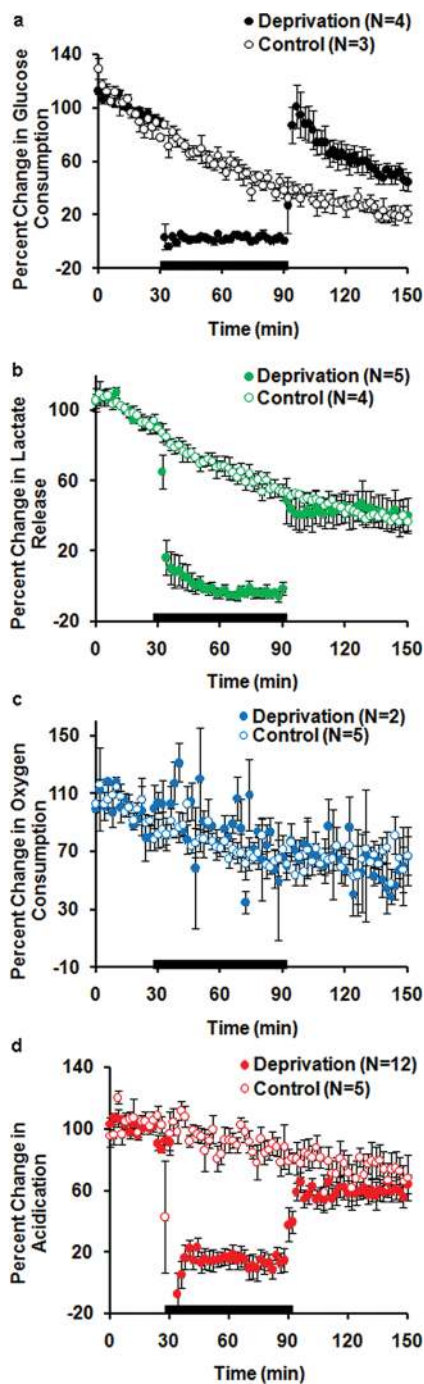 a
Deprivation (N=4)
Control (N=3)
Percent Change in Glucose
Consumption
140
100
60
20
-20
0 30 60 90 120 150
Time (min)
b
Deprivation (N=5)
Control (N=4)
Percent Change in Lactate
Release
100
60
20
-20
0 30 60 90 120 150
Time (min)
c
Deprivation (N=2)
Control (N=5)
Percent Change in Oxygen
Consumption
150
110
70
30
-10
0 30 60 90 120 150
Time (min)
d
Deprivation (N=12)
Control (N=5)
Percent Change in
Acidication
140
100
60
20
-20
0 30 60 90 120 150
Time (min)